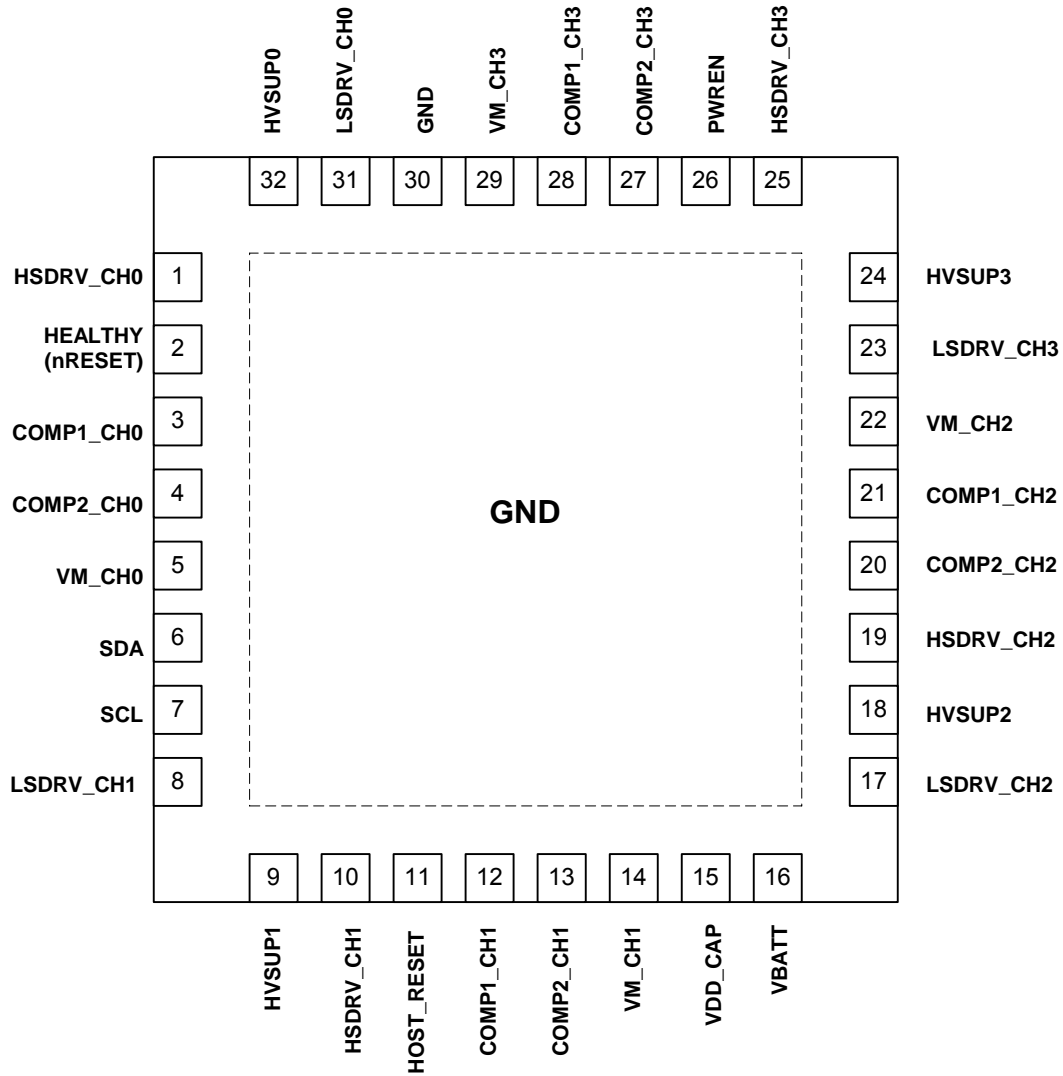 HVSUP0
LSDRV_CH0
GND
VM_CH3
COMP1_CH3
COMP2_CH3
PWREN
HSDRV_CH3
32
31
30
29
28
27
26
25
HSDRV_CH0
1
HEALTHY
(nRESET)
2
COMP1_CH0
3
COMP2_CH0
4
VM_CH0
5
SDA
6
SCL
7
LSDRV_CH1
8
GND
24
HVSUP3
23
LSDRV_CH3
22
VM_CH2
21
COMP1_CH2
20
COMP2_CH2
19
HSDRV_CH2
18
HVSUP2
17
LSDRV_CH2
9
10
11
12
13
14
15
16
HVSUP1
HSDRV_CH1
HOST_RESET
COMP1_CH1
COMP2_CH1
VM_CH1
VDD_CAP
VBATT